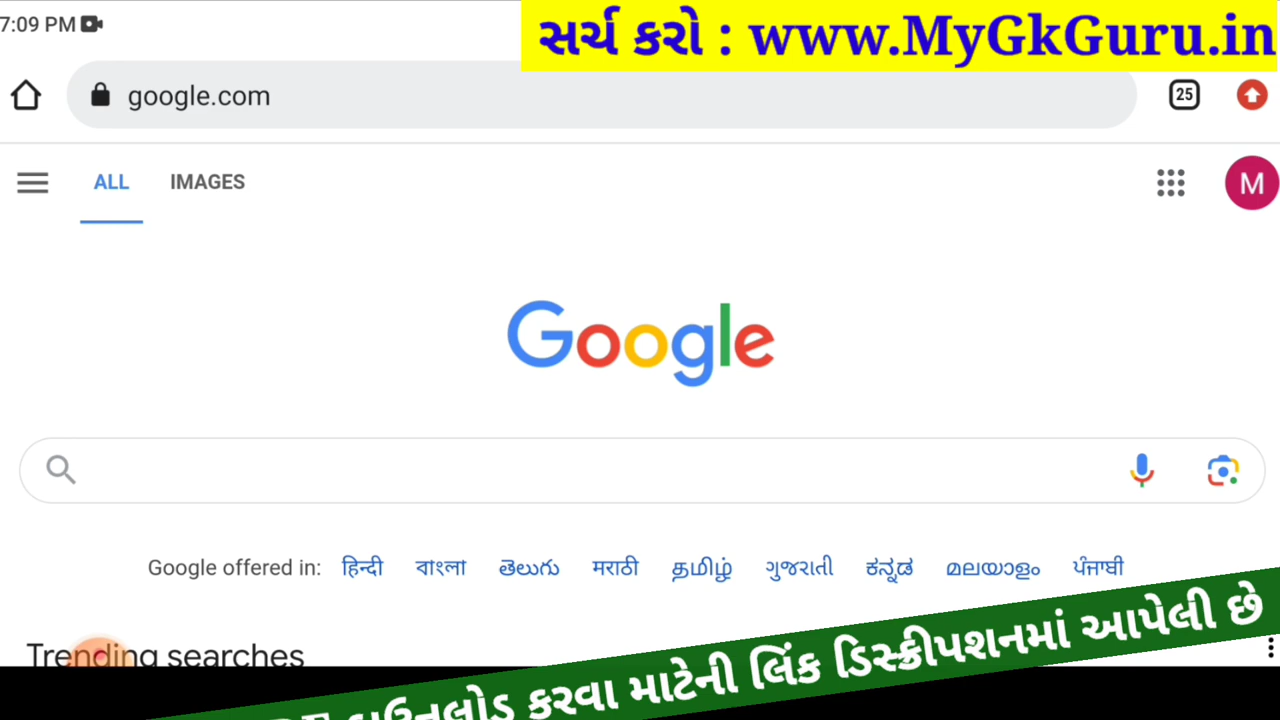 7:09 PM
સર્ચ કરો : www.MyGkGuru.in
google.com
25
ALL IMAGES
M
Google
Google offered in: हिन्दी বাংলা తెలుగు मराठी தமிழ் ગુજરાતી ಕನ್ನಡ മലയാളം ਪੰਜਾਬੀ
Trending searches
ડાઉનલોડ કરવા માટેની લિંક ડિસ્ક્રીપશનમાં આપેલી છે